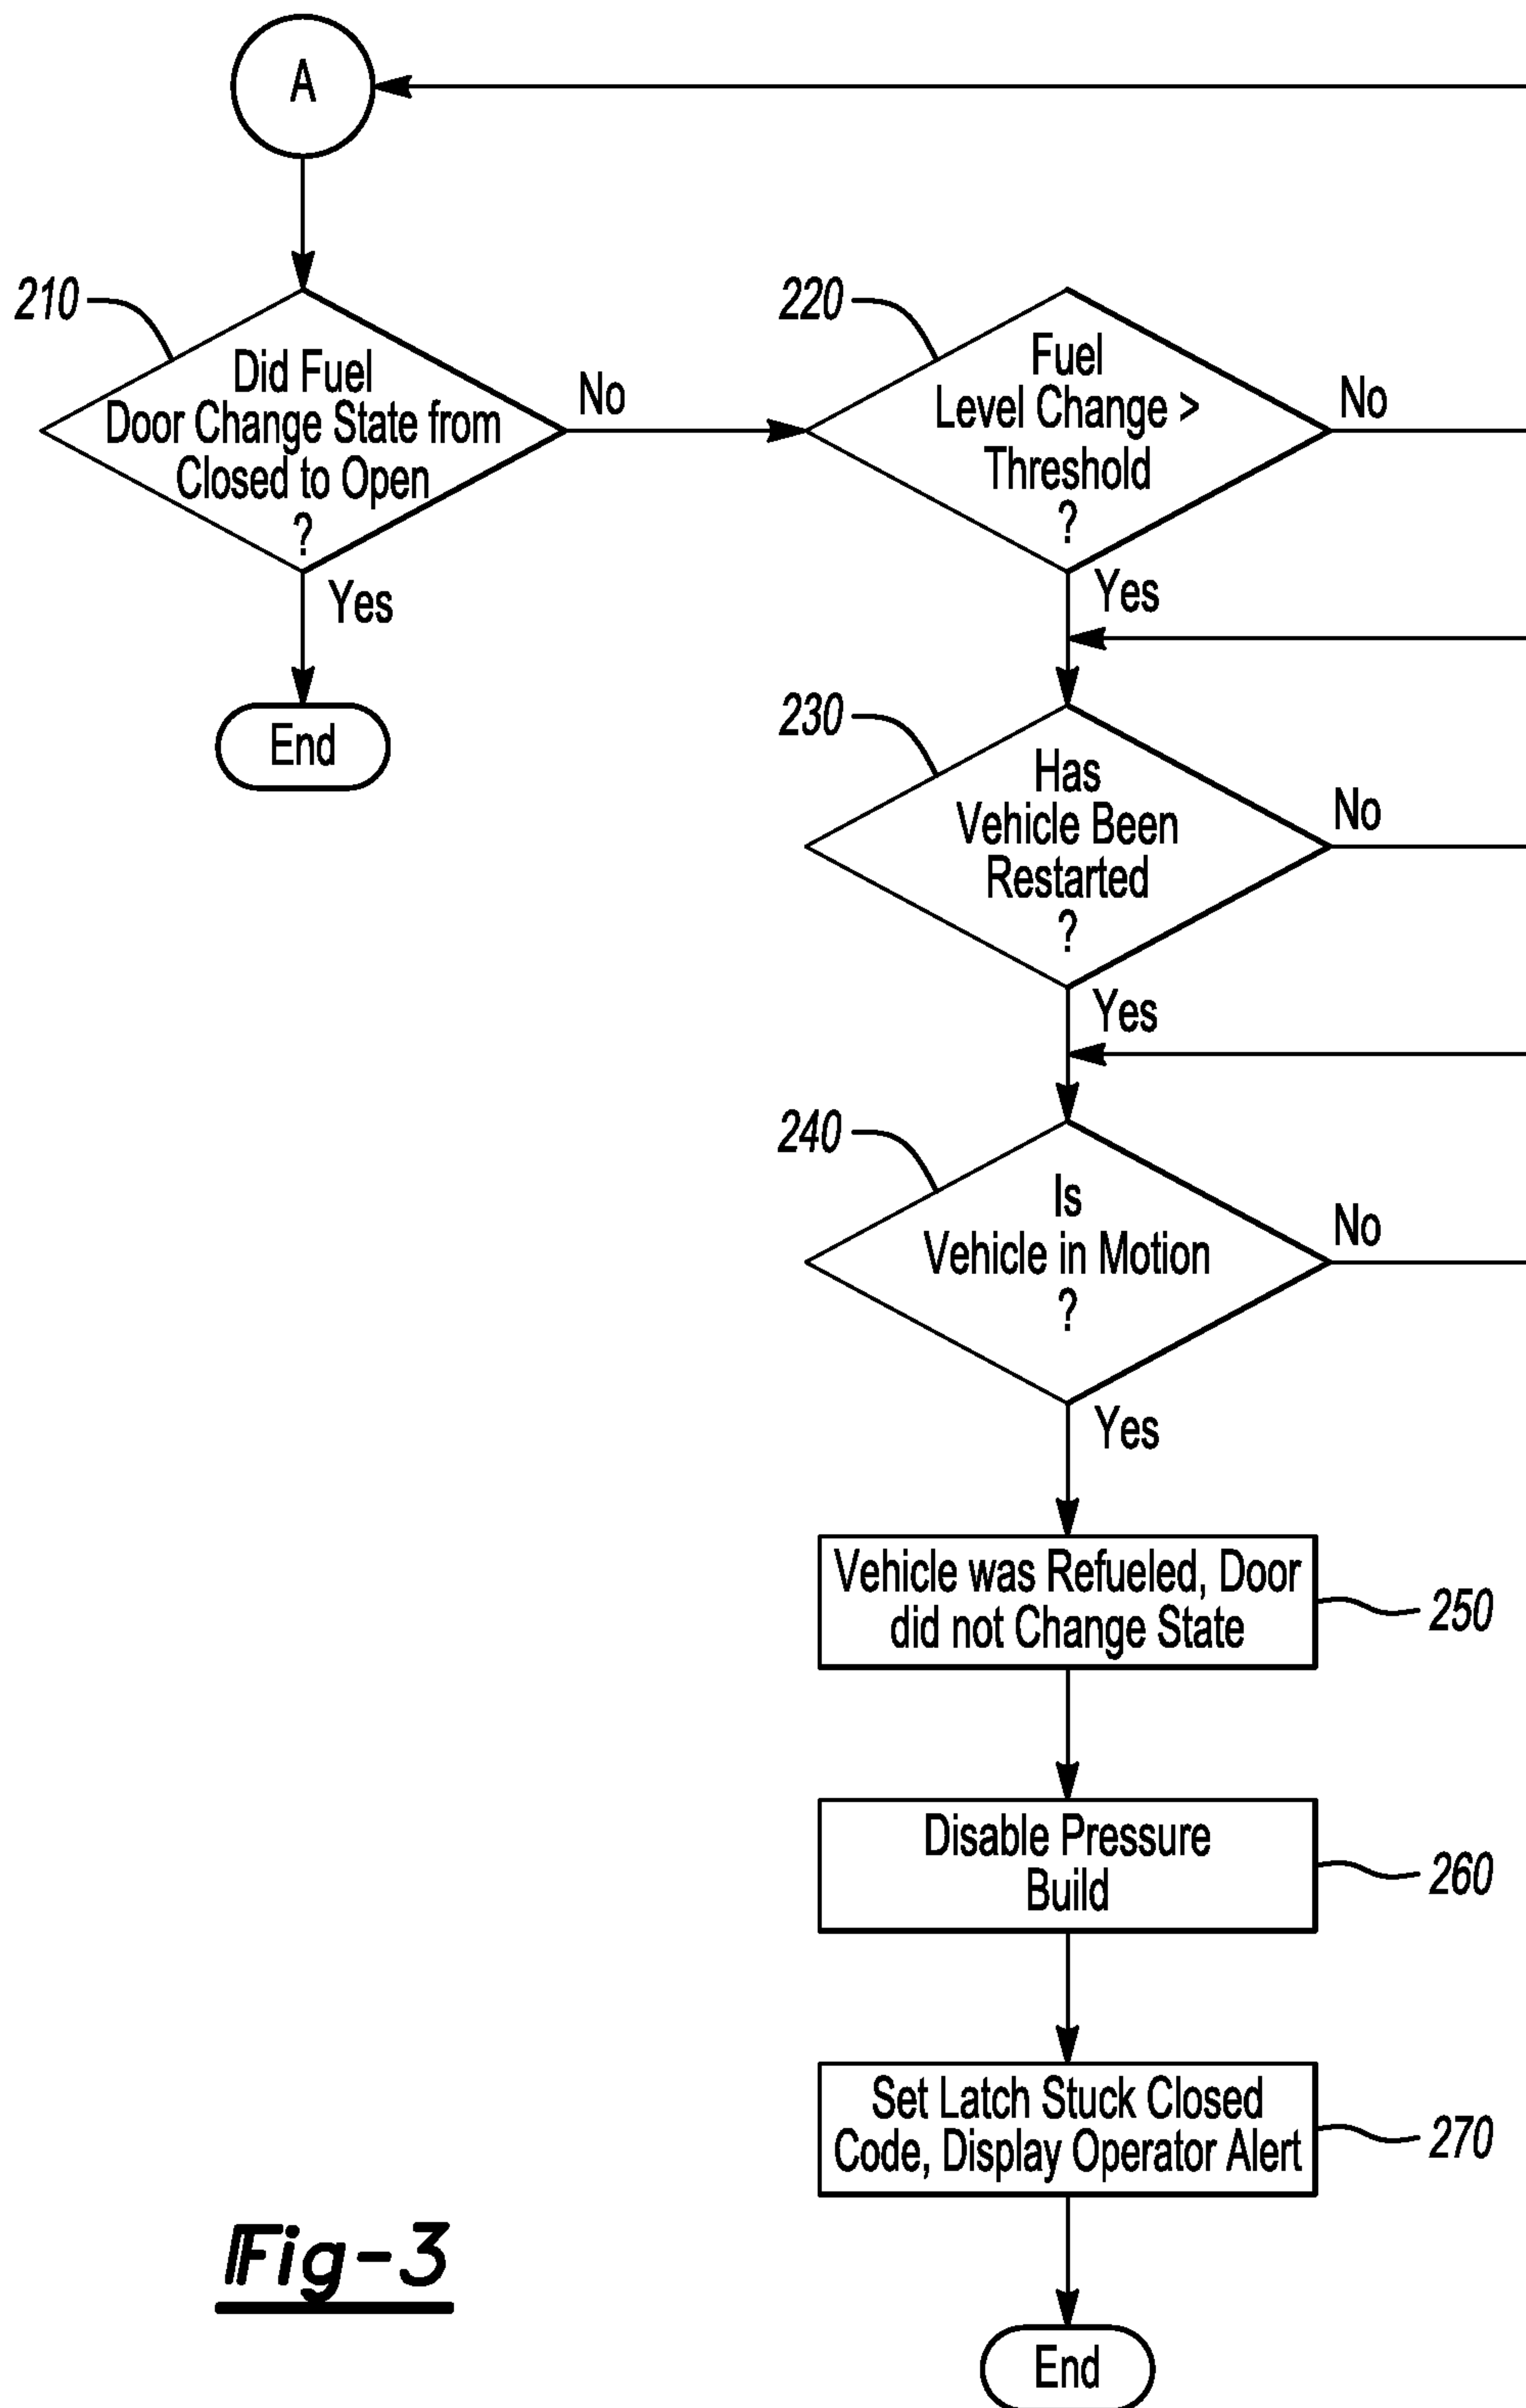 A
210
Did Fuel
Door Change State from
Closed to Open
?
No
Yes
End
220
Fuel
Level Change >
Threshold
?
No
Yes
230
Has
Vehicle Been
Restarted
?
No
Yes
240
Is
Vehicle in Motion
?
No
Yes
Vehicle was Refueled, Door
did not Change State
250
Disable Pressure
Build
260
Set Latch Stuck Closed
Code, Display Operator Alert
270
End
Fig-3